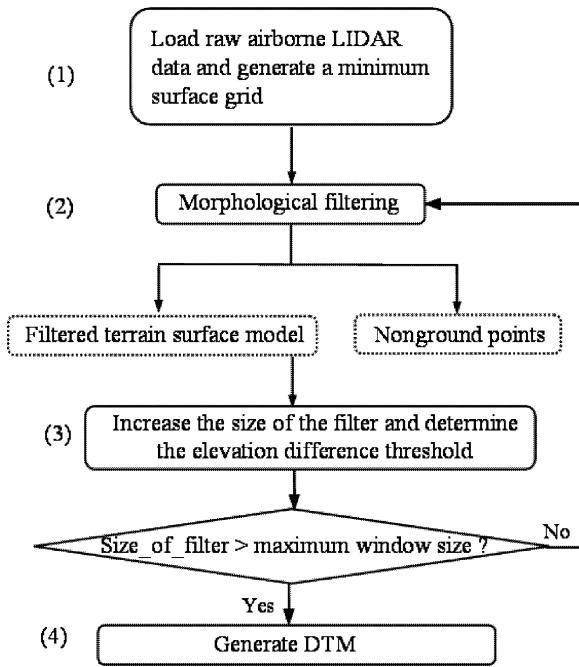 (1)
Load raw airborne LIDAR
data and generate a minimum
surface grid
(2)
Morphological filtering
Filtered terrain surface model
Nonground points
(3)
Increase the size of the filter and determine
the elevation difference threshold
Size_of_filter > maximum window size ?
No
Yes
(4)
Generate DTM